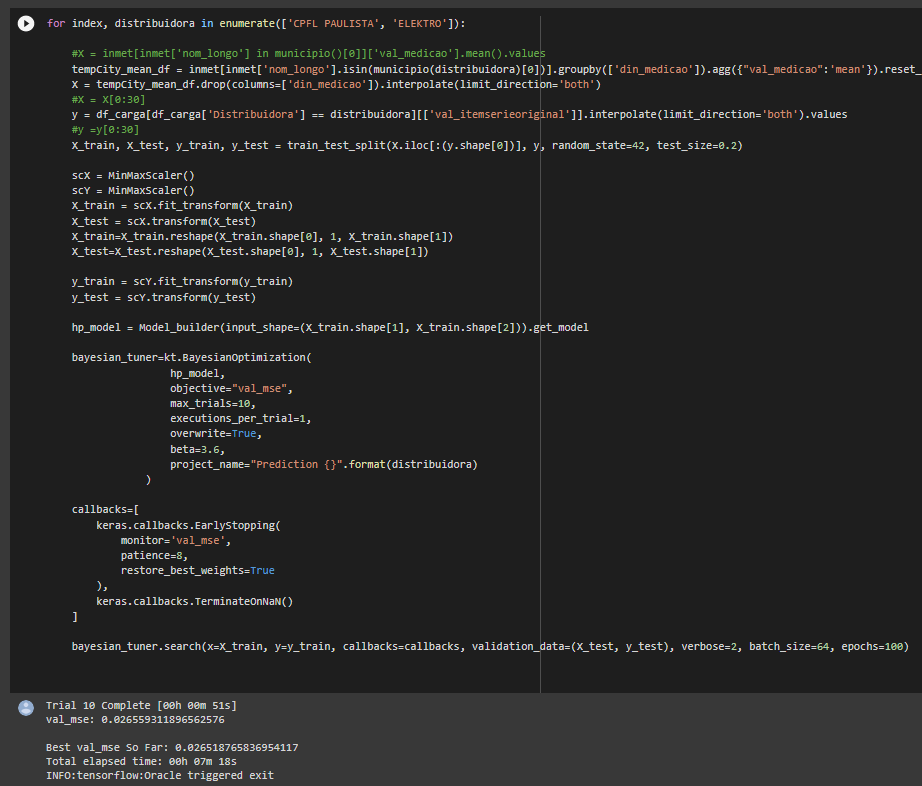 for index, distribuidora in enumerate(['CPFL PAULISTA', 'ELEKTRO']):
#X = inmet[inmet['nom_longo'] in municipio()[0]]['val_medicao'].mean().values
tempCity_mean_df = inmet[inmet['nom_longo'].isin(municipio(distribuidora)[0])].groupby(['din_medicao']).agg({"val_medicao":'mean'}).reset_
X = tempCity_mean_df.drop(columns=['din_medicao']).interpolate(limit_direction='both')
#X = X[0:30]
y = df_carga[df_carga['Distribuidora'] == distribuidora][['val_itemserieoriginal']].interpolate(limit_direction='both').values
#y =y[0:30]
X_train, X_test, y_train, y_test = train_test_split(X.iloc[:(y.shape[0])], y, random_state=42, test_size=0.2)
scX = MinMaxScaler()
scY = MinMaxScaler()
X_train = scX.fit_transform(X_train)
X_test = scX.transform(X_test)
X_train=X_train.reshape(X_train.shape[0], 1, X_train.shape[1])
X_test=X_test.reshape(X_test.shape[0], 1, X_test.shape[1])
y_train = scY.fit_transform(y_train)
y_test = scY.transform(y_test)
hp_model = Model_builder(input_shape=(X_train.shape[1], X_train.shape[2])).get_model
bayesian_tuner=kt.BayesianOptimization(
hp_model,
objective="val_mse",
max_trials=10,
executions_per_trial=1,
overwrite=True,
beta=3.6,
project_name="Prediction {}".format(distribuidora)
)
callbacks=[
keras.callbacks.EarlyStopping(
monitor='val_mse',
patience=8,
restore_best_weights=True
),
keras.callbacks.TerminateOnNaN()
]
bayesian_tuner.search(x=X_train, y=y_train, callbacks=callbacks, validation_data=(X_test, y_test), verbose=2, batch_size=64, epochs=100)
Trial 10 Complete [00h 00m 51s]
val_mse: 0.026559311896562576
Best val_mse So Far: 0.026518765836954117
Total elapsed time: 00h 07m 18s
INFO:tensorflow:Oracle triggered exit